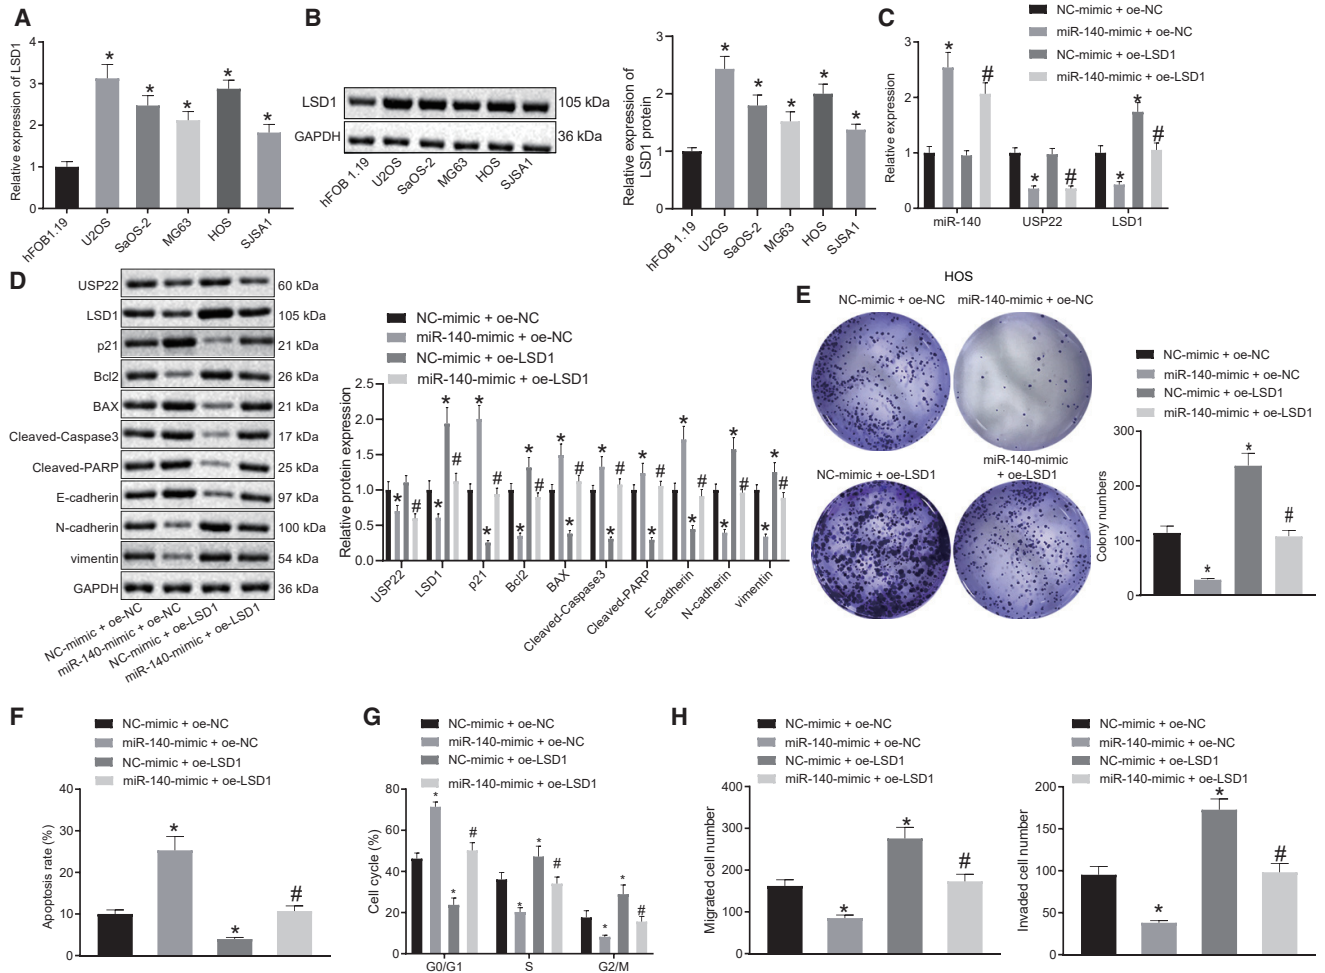 A
Relative expression of LSD1
4
3
2
1
0
*
*
*
*
*
hFOB1.19
U2OS
SaOS-2
MG63
HOS
SJSA1
B
LSD1
105 kDa
GAPDH
36 kDa
hFOB 1.19
U2OS
SaOS-2
MG63
HOS
SJSA1
Relative expression of
LSD1 protein
3
2
1
0
*
*
*
*
*
hFOB 1.19
U2OS
SaOS-2
MG63
HOS
SJSA1
C
NC-mimic + oe-NC
miR-140-mimic + oe-NC
NC-mimic + oe-LSD1
miR-140-mimic + oe-LSD1
Relative expression
3
2
1
0
*
#
*
#
*
*
#
miR-140
USP22
LSD1
D
USP22
60 kDa
LSD1
105 kDa
p21
21 kDa
Bcl2
26 kDa
BAX
21 kDa
Cleaved-Caspase3
17 kDa
Cleaved-PARP
25 kDa
E-cadherin
97 kDa
N-cadherin
100 kDa
vimentin
54 kDa
GAPDH
36 kDa
NC-mimic + oe-NC
miR-140-mimic + oe-NC
NC-mimic + oe-LSD1
miR-140-mimic + oe-LSD1
NC-mimic + oe-NC
miR-140-mimic + oe-NC
NC-mimic + oe-LSD1
miR-140-mimic + oe-LSD1
Relative protein expression
2.5
2.0
1.5
1.0
0.5
0.0
*
#
*
*
#
*
*
#
*
*
#
*
*
#
*
*
#
*
*
#
*
*
#
*
*
#
*
*
#
USP22
LSD1
p21
Bcl2
BAX
Cleaved-Caspase3
Cleaved-PARP
E-cadherin
N-cadherin
vimentin
E
HOS
NC-mimic + oe-NC
miR-140-mimic + oe-NC
NC-mimic + oe-LSD1
miR-140-mimic
+ oe-LSD1
NC-mimic + oe-NC
miR-140-mimic + oe-NC
NC-mimic + oe-LSD1
miR-140-mimic + oe-LSD1
Colony numbers
300
200
100
0
*
*
#
F
NC-mimic + oe-NC
miR-140-mimic + oe-NC
NC-mimic + oe-LSD1
miR-140-mimic + oe-LSD1
Apoptosis rate (%)
40
30
20
10
0
*
*
#
G
NC-mimic + oe-NC
miR-140-mimic + oe-NC
NC-mimic + oe-LSD1
miR-140-mimic + oe-LSD1
Cell cycle (%)
80
60
40
20
0
*
*
#
*
*
#
*
*
#
G0/G1
S
G2/M
H
NC-mimic + oe-NC
miR-140-mimic + oe-NC
NC-mimic + oe-LSD1
miR-140-mimic + oe-LSD1
Migrated cell number
400
300
200
100
0
*
*
#
NC-mimic + oe-NC
miR-140-mimic + oe-NC
NC-mimic + oe-LSD1
miR-140-mimic + oe-LSD1
Invaded cell number
200
150
100
50
0
*
*
#